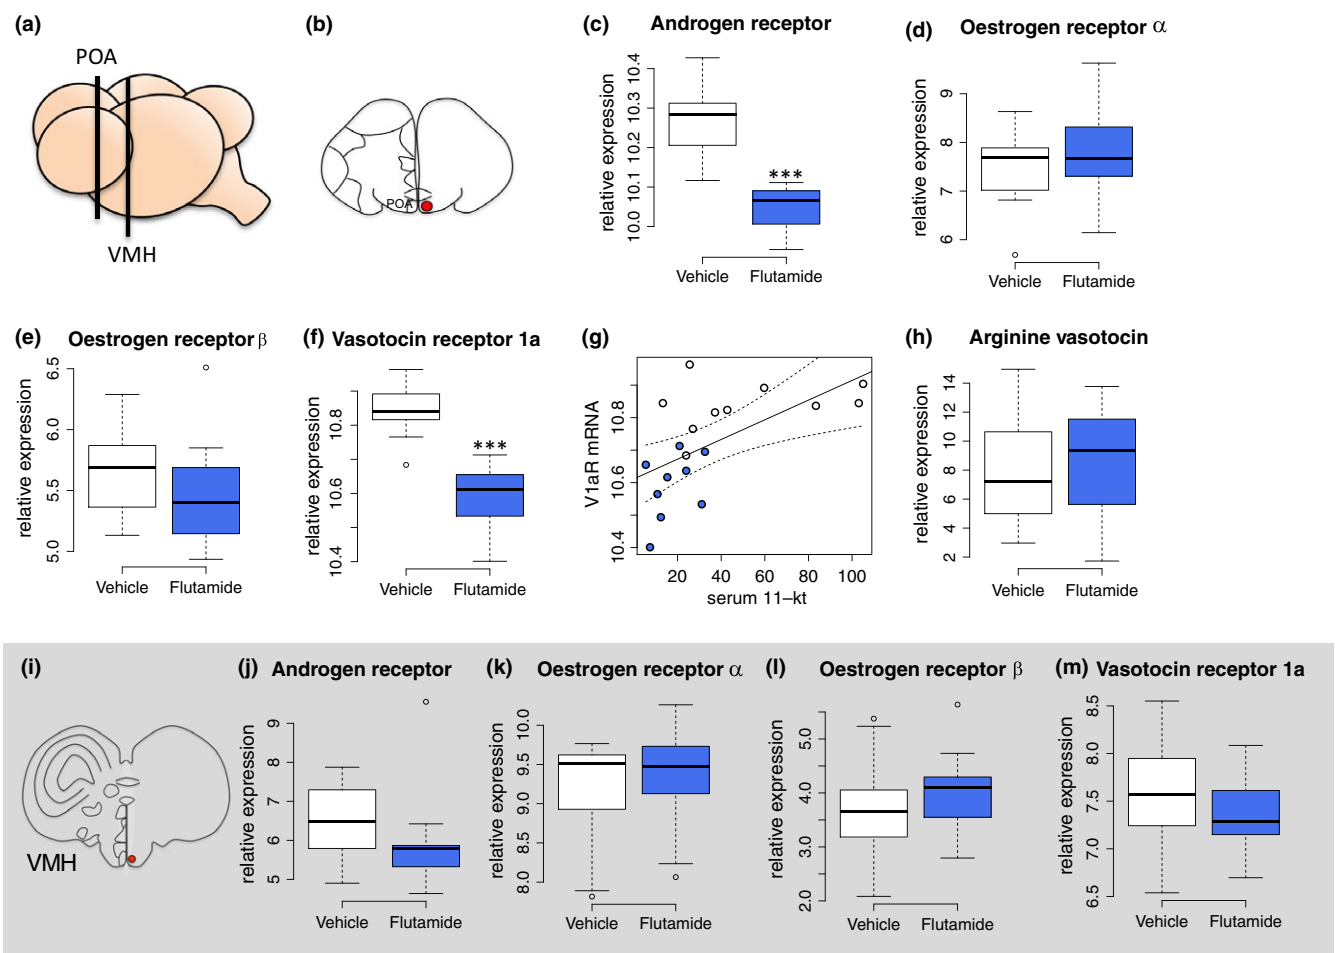 (a)
POA
VMH
(b)
POA
(c) Androgen receptor
relative expression
10.4
10.3
10.2
10.1
10.0
***
Vehicle Flutamide
(d) Oestrogen receptor α
relative expression
9
8
7
6
Vehicle Flutamide
(e) Oestrogen receptor β
relative expression
6.5
6.0
5.5
5.0
Vehicle Flutamide
(f) Vasotocin receptor 1a
relative expression
10.8
10.6
10.4
***
Vehicle Flutamide
(g)
V1aR mRNA
10.8
10.6
10.4
20 40 60 80 100
serum 11–kt
(h) Arginine vasotocin
relative expression
14
12
10
8
6
4
2
Vehicle Flutamide
(i)
VMH
(j) Androgen receptor
relative expression
9
8
7
6
5
Vehicle Flutamide
(k) Oestrogen receptor α
relative expression
10.0
9.5
9.0
8.0
Vehicle Flutamide
(l) Oestrogen receptor β
relative expression
5.0
4.0
3.0
2.0
Vehicle Flutamide
(m) Vasotocin receptor 1a
relative expression
8.5
8.0
7.5
7.0
6.5
Vehicle Flutamide